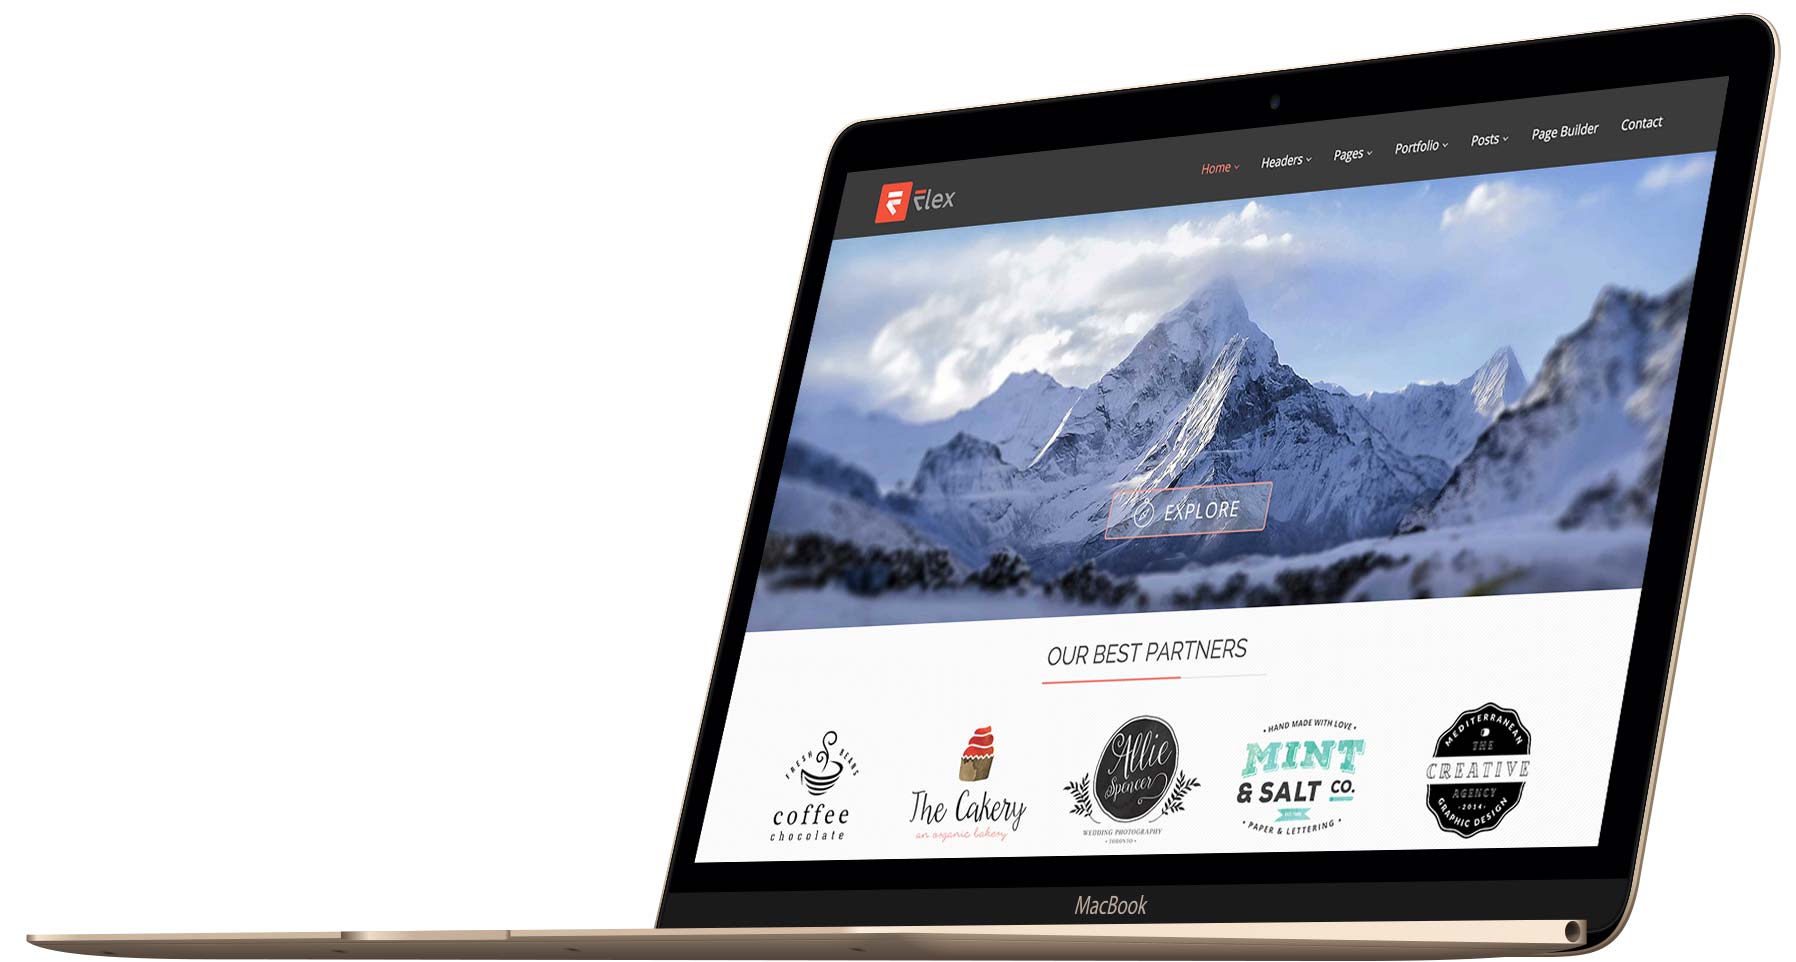 Flex
Home Headers Pages Portfolio Posts Page Builder Contact
EXPLORE
OUR BEST PARTNERS
FRESH BEANS
coffee
chocolate
The Cakery
an organic bakery
Allie
Spencer
WEDDING PHOTOGRAPHY
• TORONTO •
• HAND MADE WITH LOVE •
MINT
& SALT CO.
• PAPER & LETTERING •
MEDITERRANEAN
THE
CREATIVE
AGENCY
• 2014 •
GRAPHIC DESIGN
MacBook